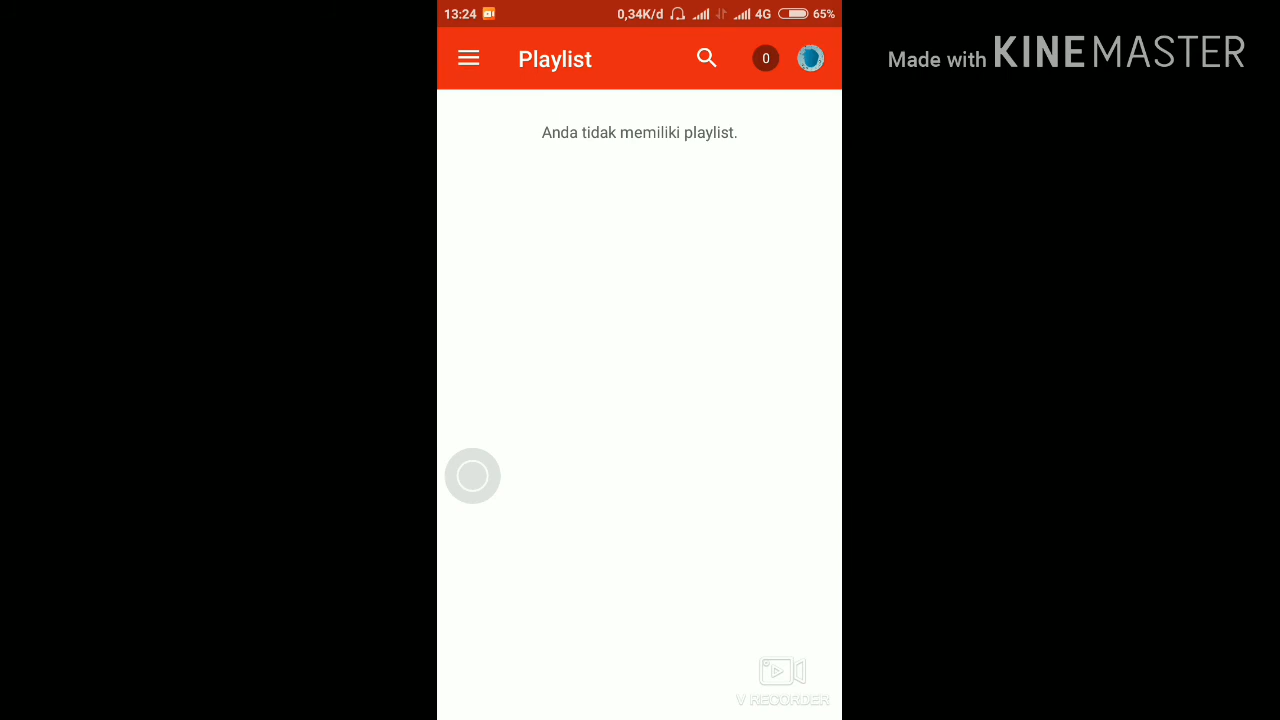 13:24 0,34K/d 4G 65%
Playlist 0
Made with KINEMASTER
Anda tidak memiliki playlist.
V RECORDER